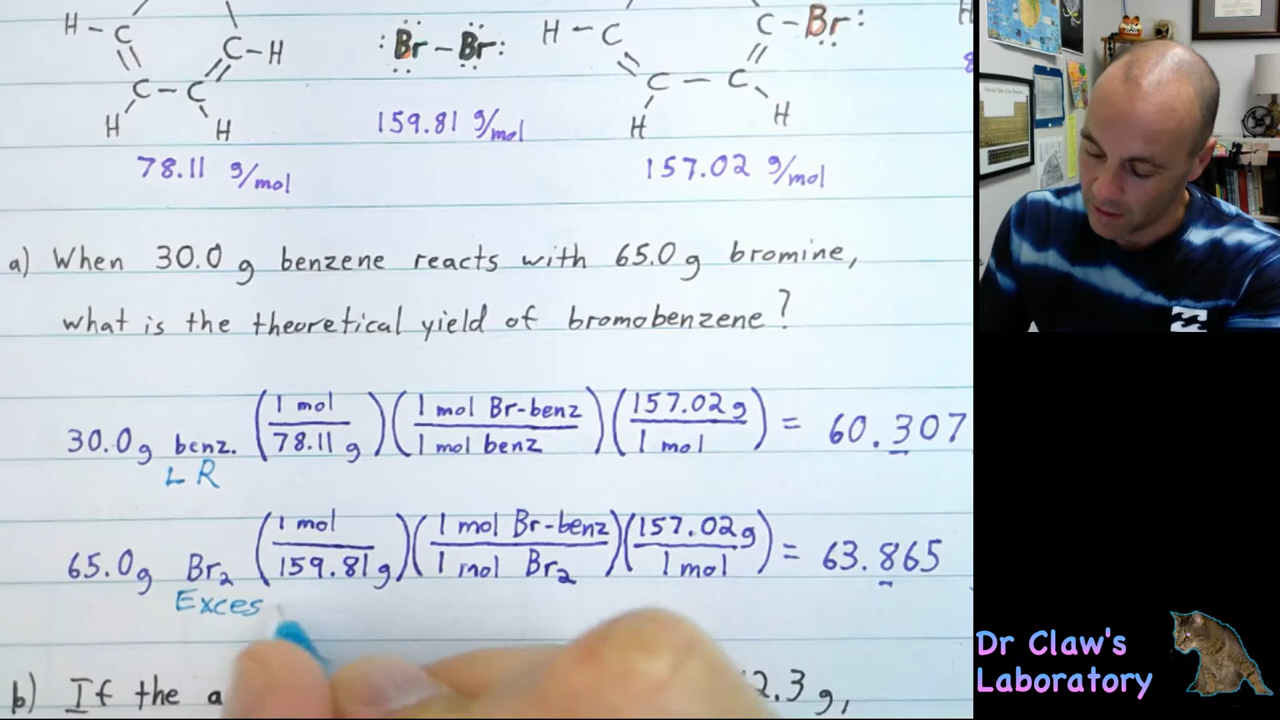 H - C C - H : Br - Br : H - C C - Br :
C - C C - C
H H 159.81 g/mol H H
78.11 g/mol 157.02 g/mol
a) When 30.0 g benzene reacts with 65.0 g bromine,
what is the theoretical yield of bromobenzene?
30.0 g benz. (1 mol / 78.11 g) (1 mol Br-benz / 1 mol benz) (157.02 g / 1 mol) = 60.307
LR
65.0 g Br₂ (1 mol / 159.81 g) (1 mol Br-benz / 1 mol Br₂) (157.02 g / 1 mol) = 63.865
Exces
b) If the a 2.3 g,
Dr Claw's
Laboratory